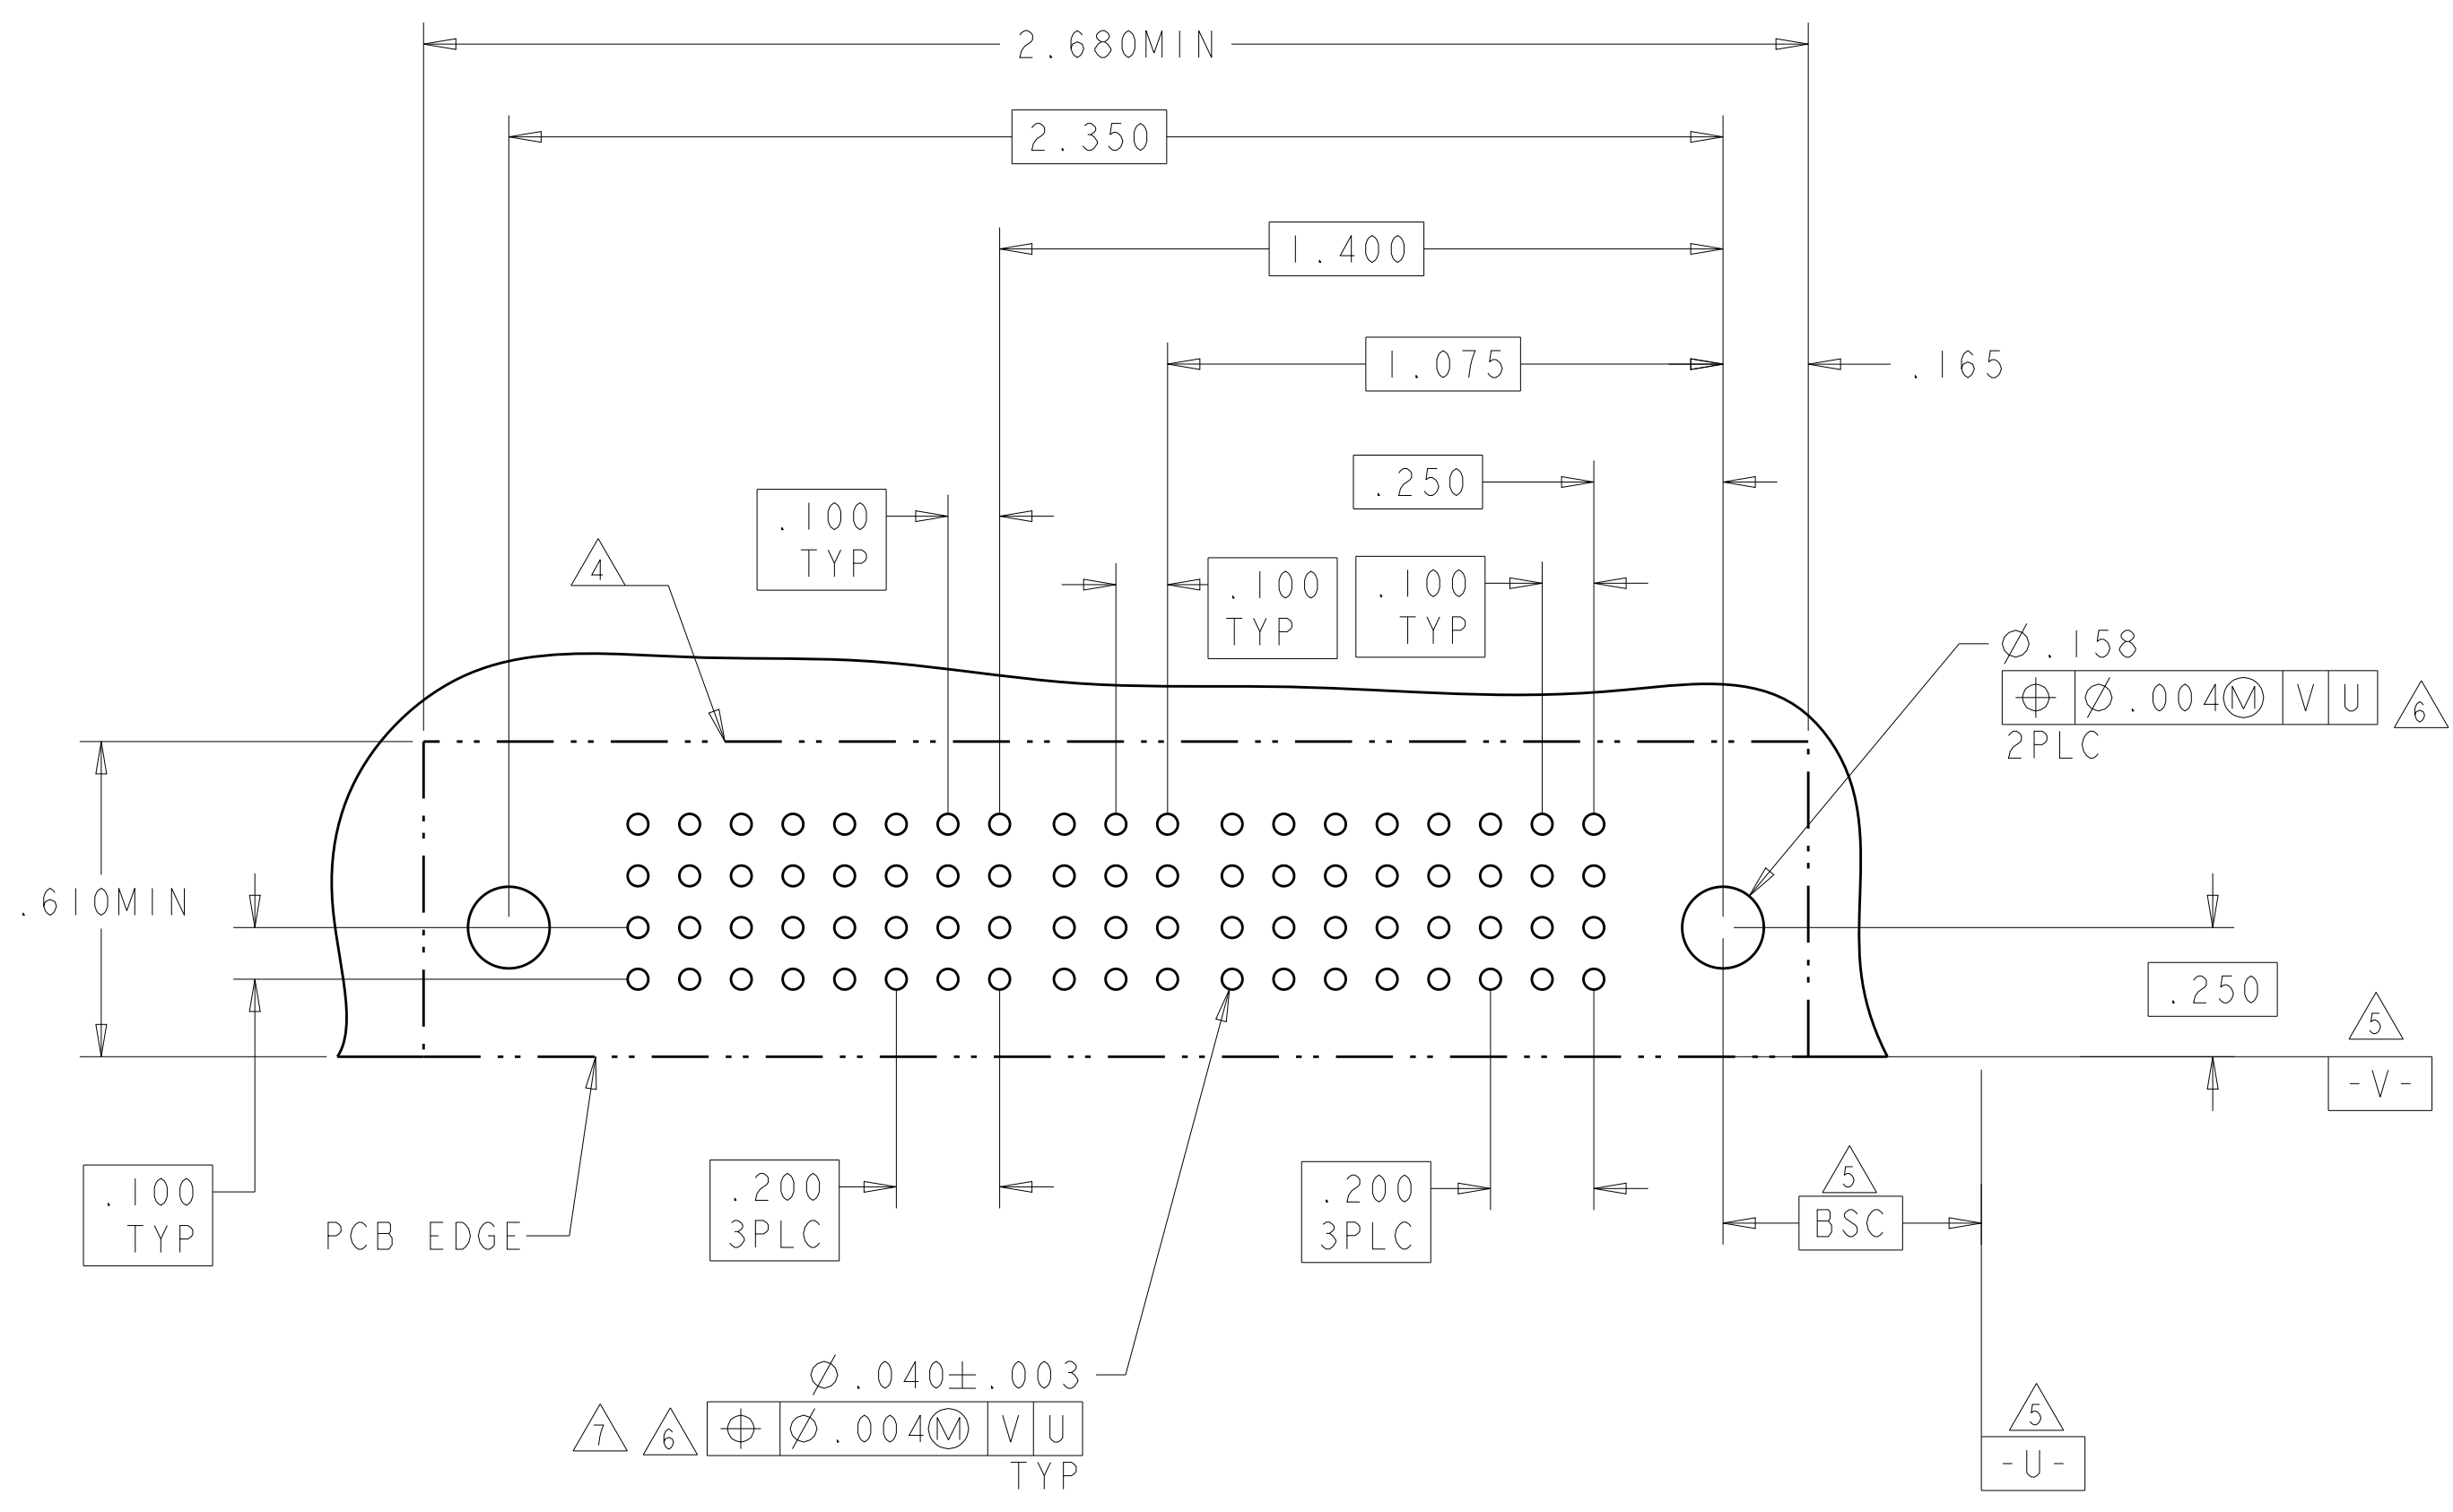 2.680MIN
2.350
1.400
1.075
.165
.250
.100
TYP
4
.100
TYP
.100
TYP
⌀.158
⌖ ⌀.004Ⓜ V U 6
2PLC
.610MIN
.250
5
-V-
.100
TYP
PCB EDGE
.200
3PLC
.200
3PLC
5
BSC
⌀.040±.003
7 6 ⌖ ⌀.004Ⓜ V U
TYP
5
-U-